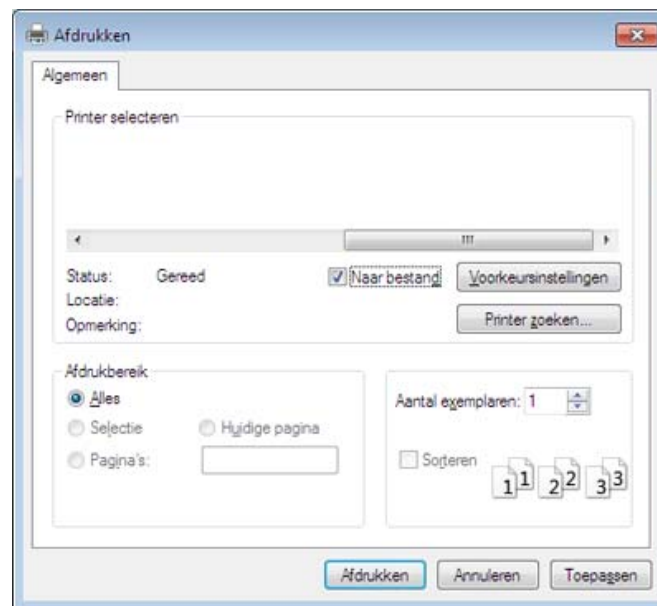 Afdrukken
Algemeen
Printer selecteren
Status: Gereed
Naar bestand
Voorkeursinstellingen
Locatie:
Opmerking:
Printer zoeken...
Afdrukbereik
Alles
Selectie
Huidige pagina
Pagina's:
Aantal exemplaren: 1
Sorteren
1 1 2 2 3 3
Afdrukken Annuleren Toepassen